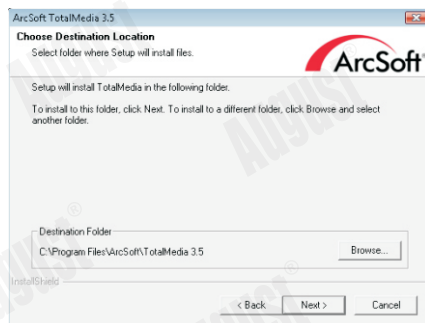 ArcSoft TotalMedia 3.5
Choose Destination Location
Select folder where Setup will install files.
ArcSoft®
Setup will install TotalMedia in the following folder.
To install to this folder, click Next. To install to a different folder, click Browse and select
another folder.
August®
August®
Destination Folder
C:\Program Files\ArcSoft\TotalMedia 3.5
Browse...
InstallShield
< Back
Next >
Cancel